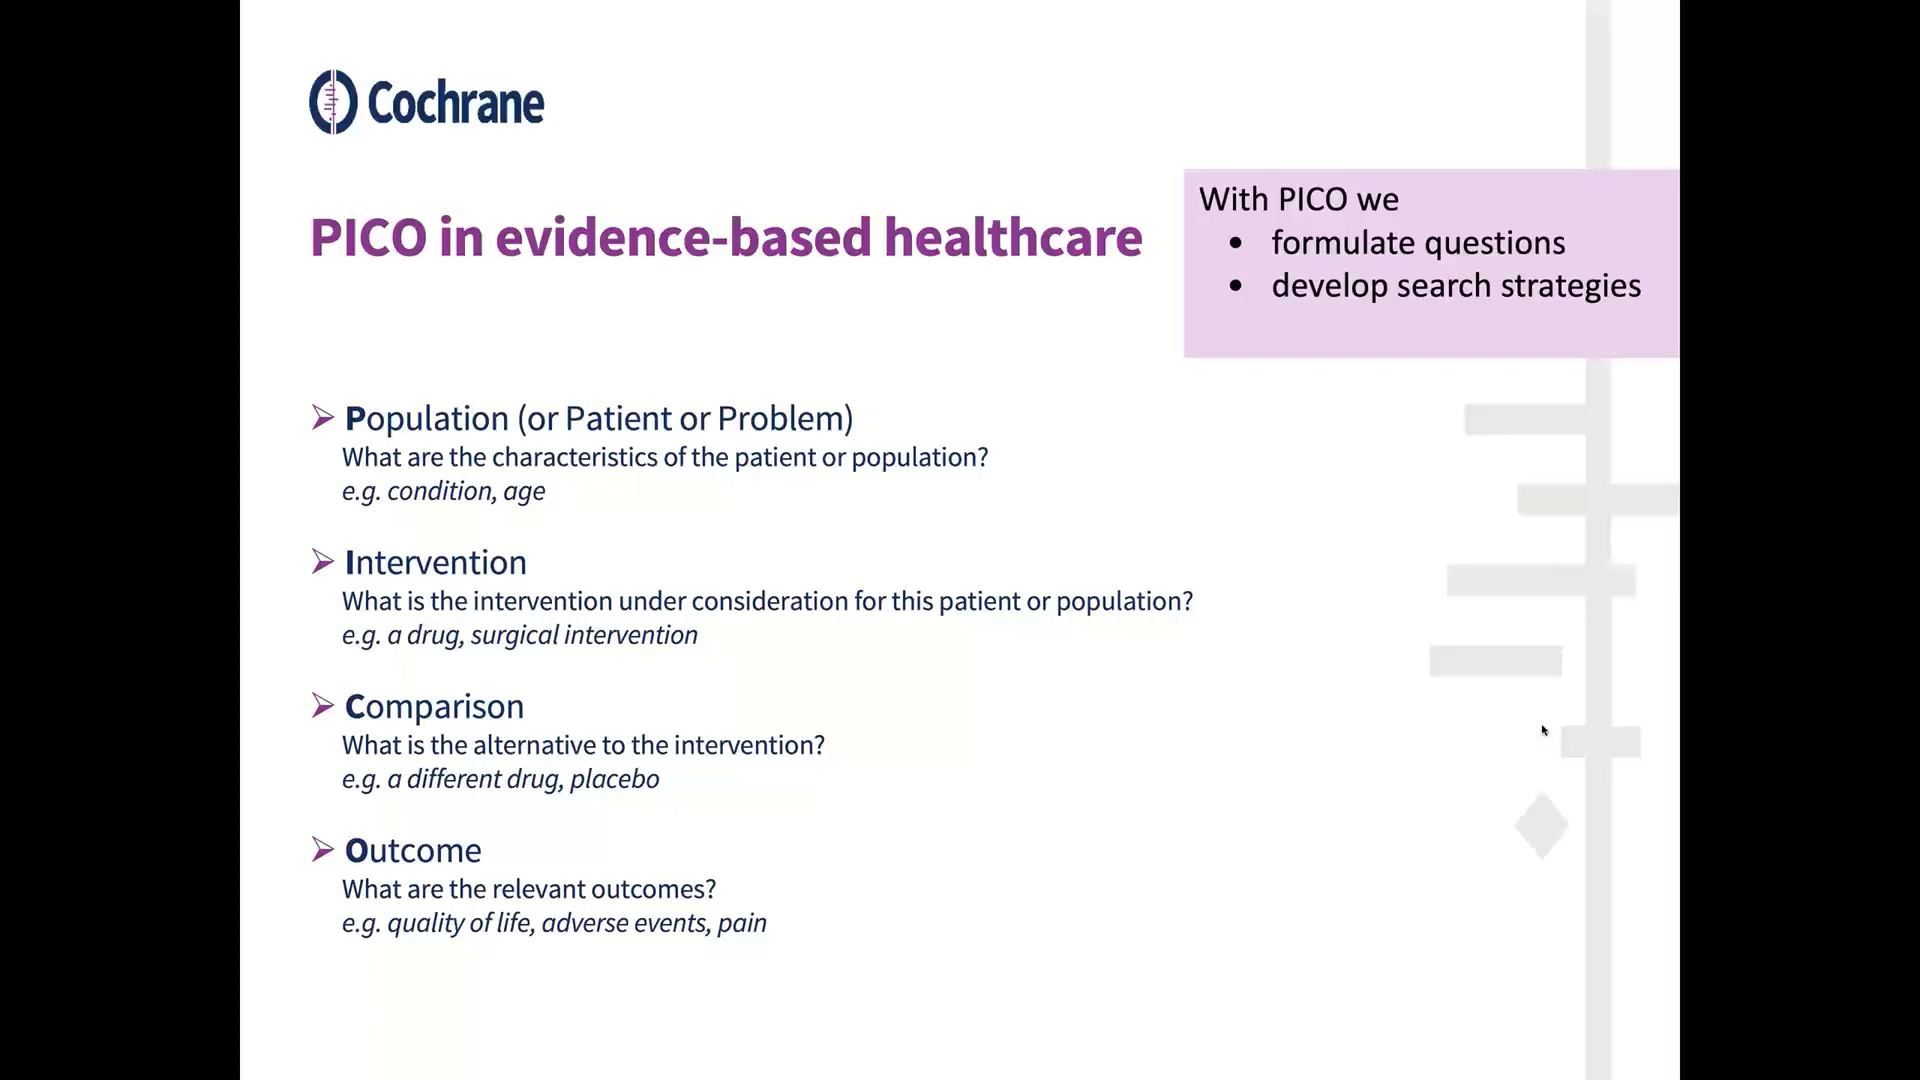 Cochrane
PICO in evidence-based healthcare
With PICO we
• formulate questions
• develop search strategies
➢ Population (or Patient or Problem)
What are the characteristics of the patient or population?
e.g. condition, age
➢ Intervention
What is the intervention under consideration for this patient or population?
e.g. a drug, surgical intervention
➢ Comparison
What is the alternative to the intervention?
e.g. a different drug, placebo
➢ Outcome
What are the relevant outcomes?
e.g. quality of life, adverse events, pain